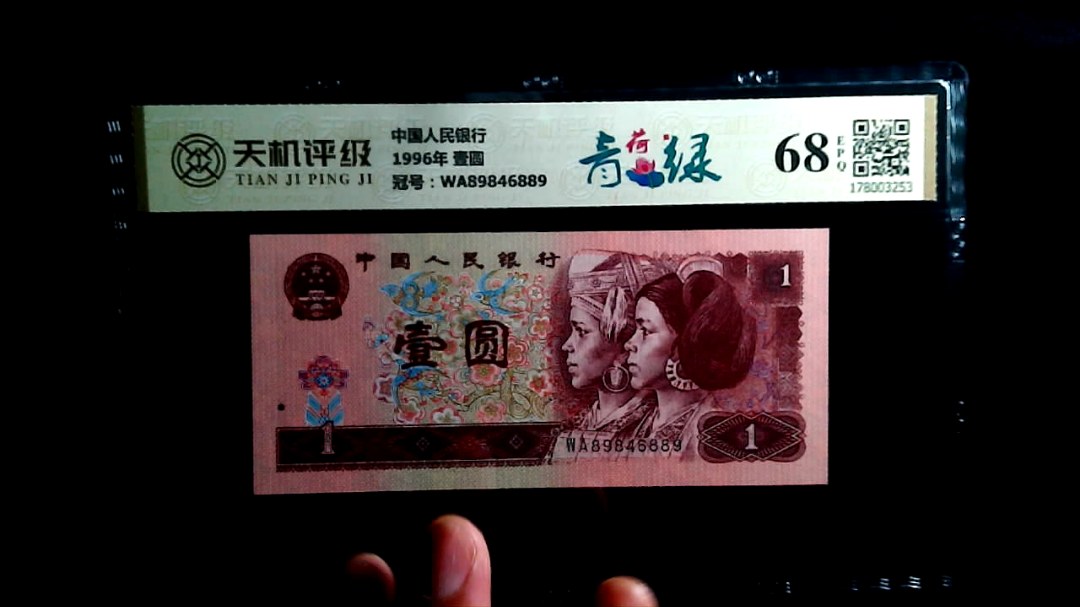 天机评级
TIAN JI PING JI
中国人民银行
1996年 壹圆
冠号：WA89846889
青荷绿
68
EPQ
178003253
中国人民银行
1
壹圆
1
WA89846889
1